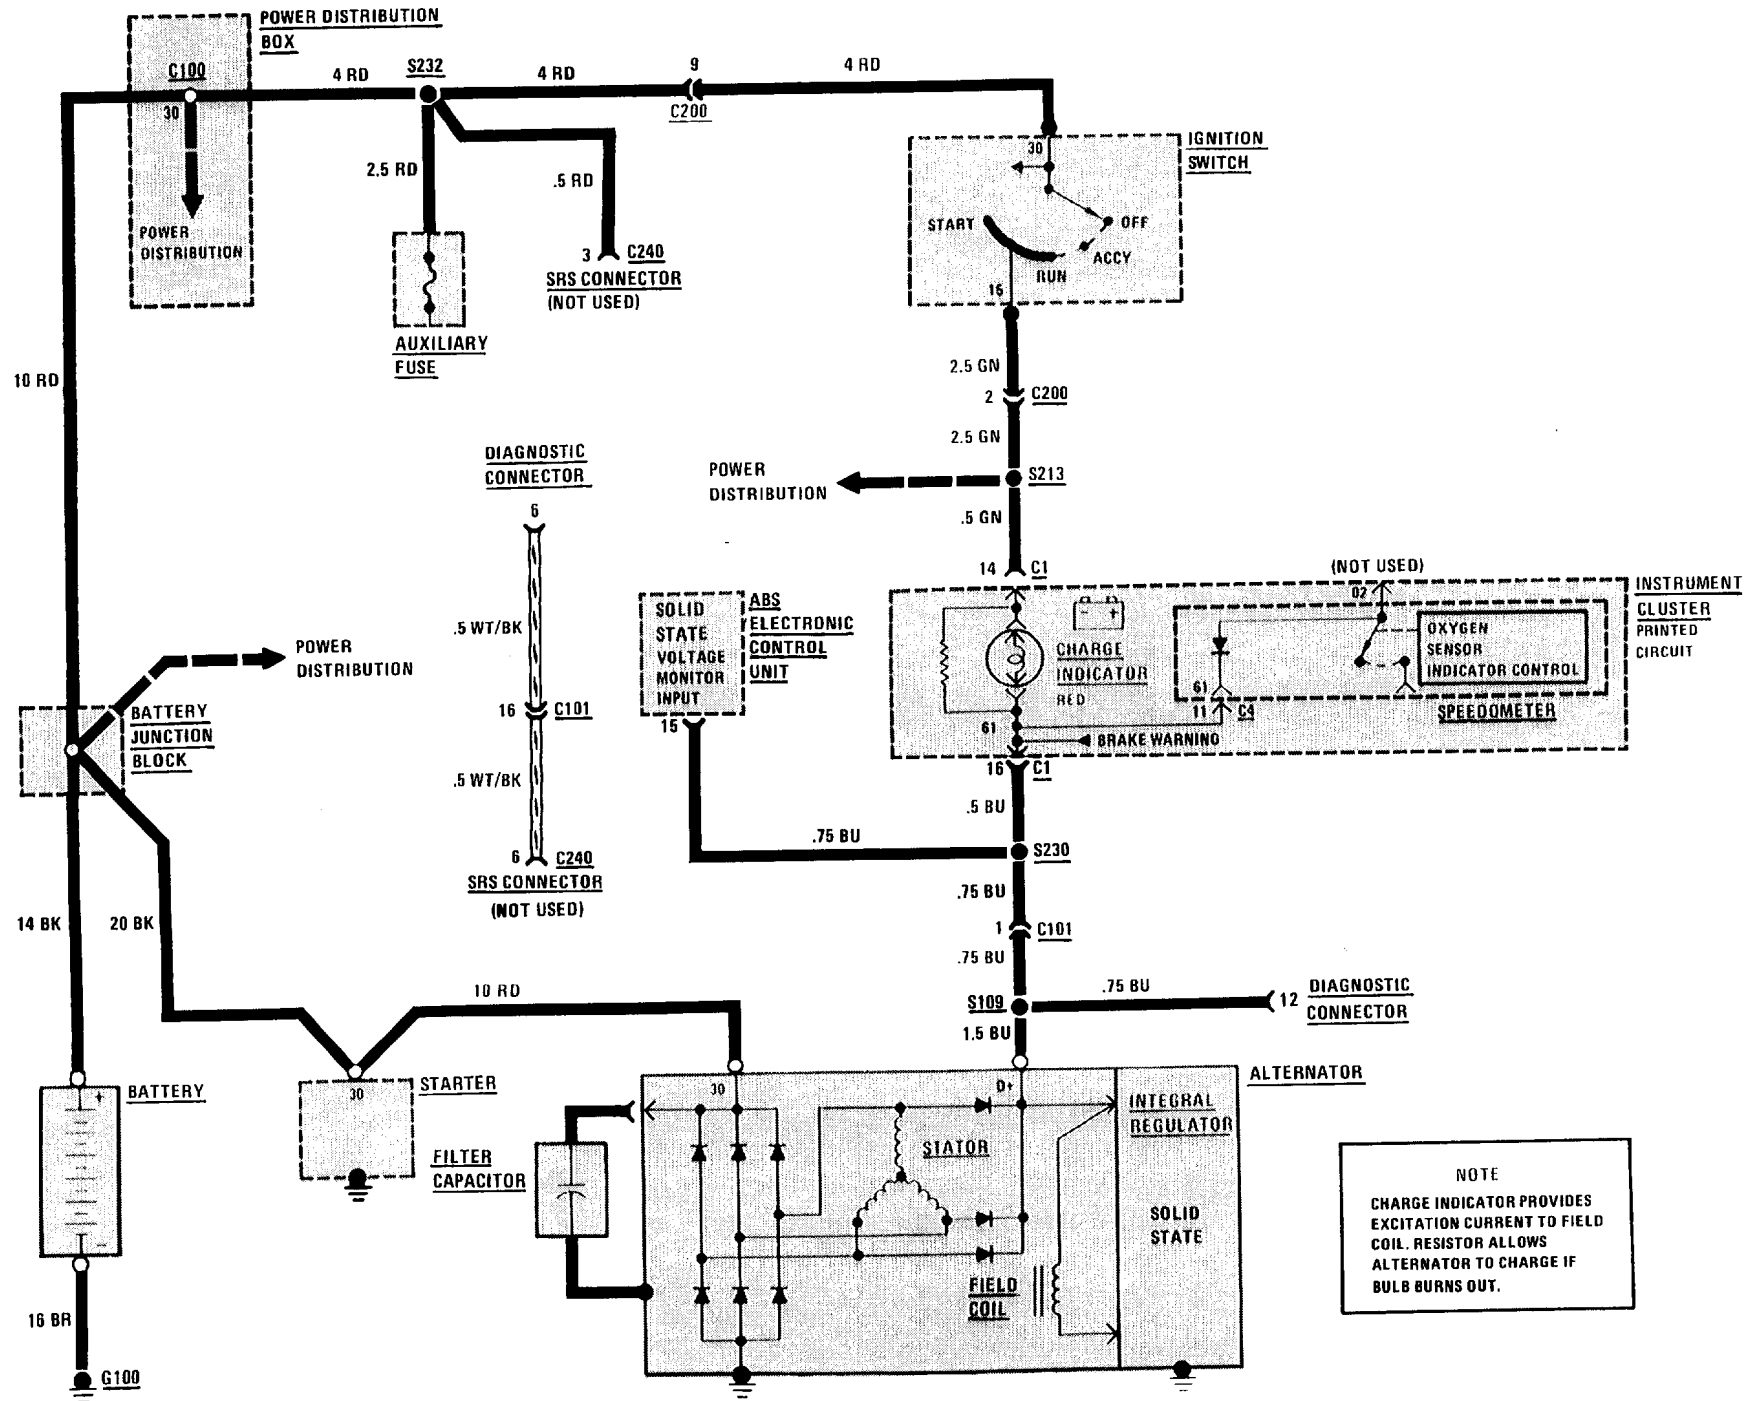 POWER DISTRIBUTION
BOX
C100
30
POWER
DISTRIBUTION
4 RD
S232
4 RD
9
C200
4 RD
2.5 RD
.5 RD
3
C240
SRS CONNECTOR
(NOT USED)
AUXILIARY
FUSE
IGNITION
SWITCH
30
START
OFF
ACCY
RUN
15
10 RD
2.5 GN
2
C200
2.5 GN
POWER
DISTRIBUTION
S213
.5 GN
14
C1
DIAGNOSTIC
CONNECTOR
6
.5 WT/BK
16
C101
.5 WT/BK
6
C240
SRS CONNECTOR
(NOT USED)
SOLID
STATE
VOLTAGE
MONITOR
INPUT
ABS
ELECTRONIC
CONTROL
UNIT
15
(NOT USED)
02
INSTRUMENT
CLUSTER
PRINTED
CIRCUIT
- +
CHARGE
INDICATOR
RED
OXYGEN
SENSOR
INDICATOR CONTROL
61
11
C4
SPEEDOMETER
61
BRAKE WARNING
16
C1
.5 BU
.75 BU
S230
.75 BU
1
C101
.75 BU
S109
.75 BU
12
DIAGNOSTIC
CONNECTOR
1.5 BU
POWER
DISTRIBUTION
BATTERY
JUNCTION
BLOCK
14 BK
20 BK
10 RD
BATTERY
+
-
16 BR
G100
STARTER
30
FILTER
CAPACITOR
ALTERNATOR
30
D+
STATOR
FIELD
COIL
INTEGRAL
REGULATOR
SOLID
STATE
NOTE
CHARGE INDICATOR PROVIDES
EXCITATION CURRENT TO FIELD
COIL. RESISTOR ALLOWS
ALTERNATOR TO CHARGE IF
BULB BURNS OUT.